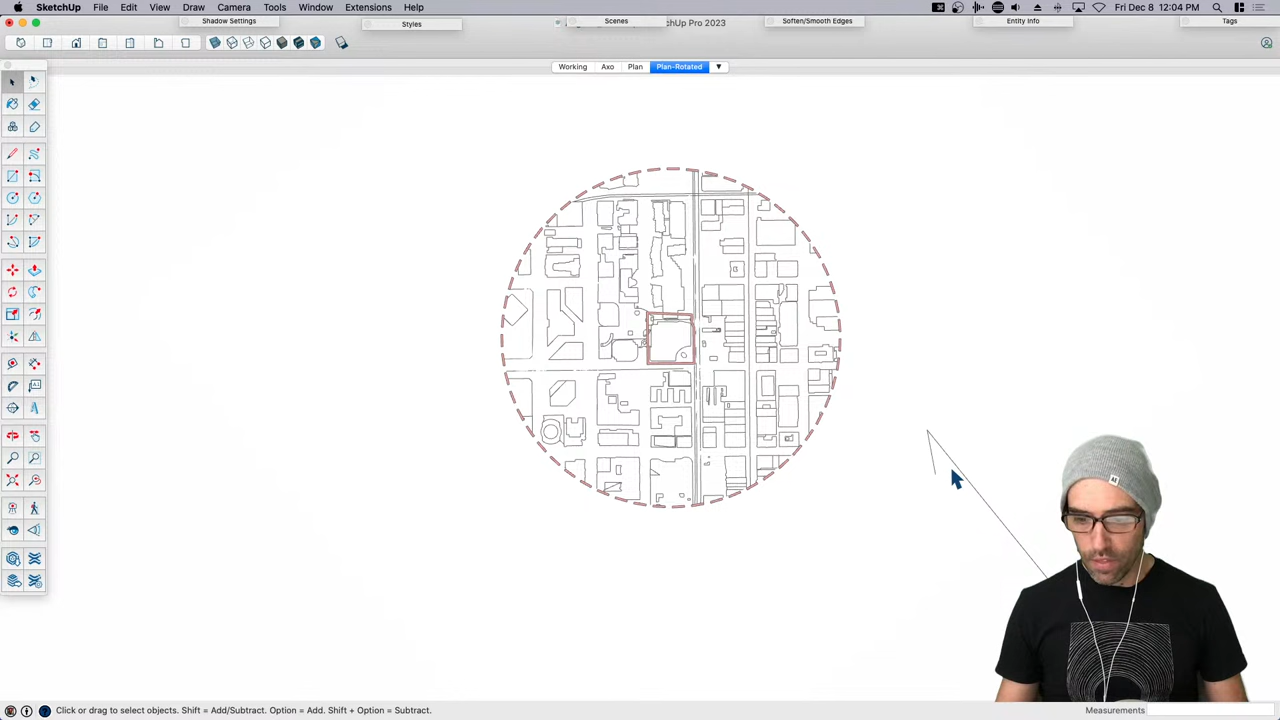 SketchUp File Edit View Draw Camera Tools Window Extensions Help
Fri Dec 8 12:04 PM
Shadow Settings
Styles
Scenes
SketchUp Pro 2023
Soften/Smooth Edges
Entity Info
Tags
Working
Axo
Plan
Plan-Rotated
Click or drag to select objects. Shift = Add/Subtract. Option = Add. Shift + Option = Subtract.
Measurements